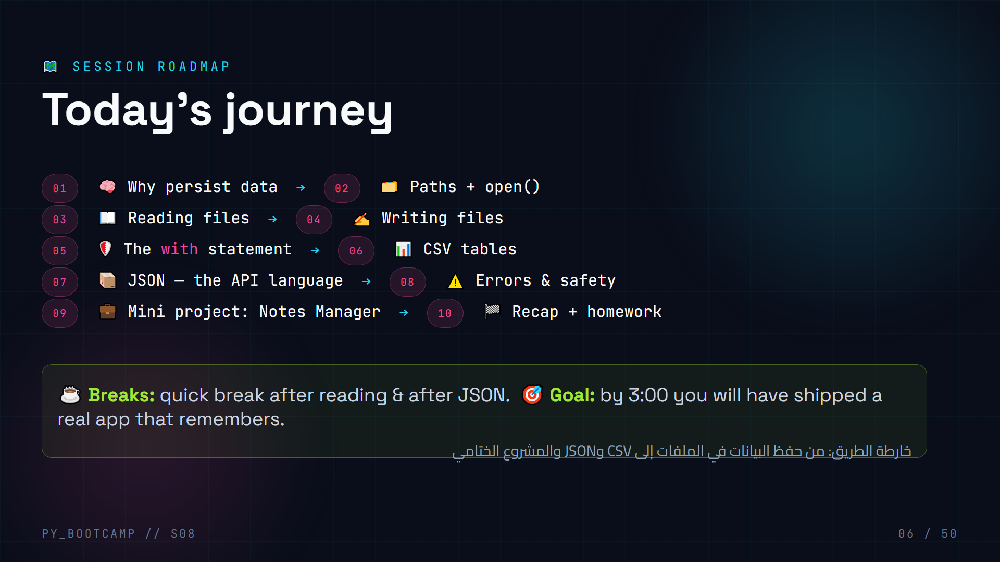 🗺️ SESSION ROADMAP
Today’s journey
01 🧠 Why persist data → 02 🗂️ Paths + open()
03 📖 Reading files → 04 ✍️ Writing files
05 🛡️ The with statement → 06 📊 CSV tables
07 📦 JSON — the API language → 08 ⚠️ Errors & safety
09 💼 Mini project: Notes Manager → 10 🏁 Recap + homework
☕ Breaks: quick break after reading & after JSON. 🎯 Goal: by 3:00 you will have shipped a
real app that remembers.
خارطة الطريق: من حفظ البيانات في الملفات إلى CSV وJSON والمشروع الختامي
PY_BOOTCAMP // S08
06 / 50